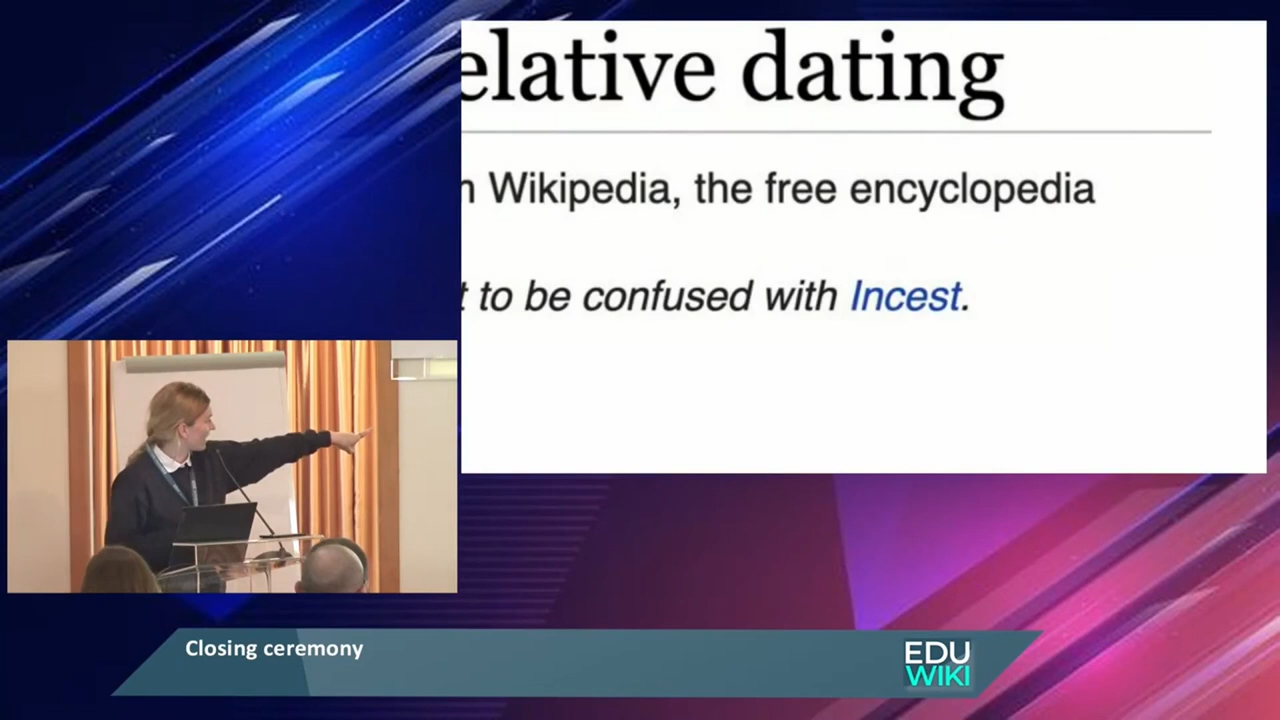 elative dating
n Wikipedia, the free encyclopedia
t to be confused with Incest.
Closing ceremony
EDU
WIKI